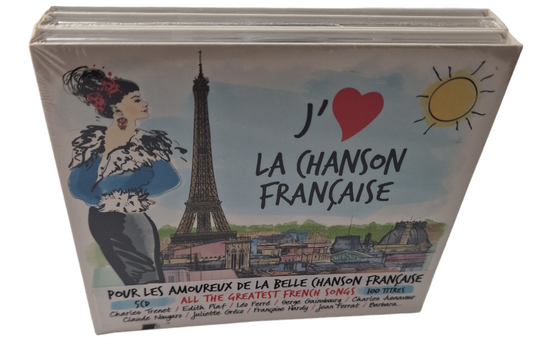 J'❤
LA CHANSON
FRANÇAISE
POUR LES AMOUREUX DE LA BELLE CHANSON FRANÇAISE
5CD ALL THE GREATEST FRENCH SONGS 100 TITRES
Charles Trenet / Edith Piaf / Léo Ferré / Serge Gainsbourg / Charles Aznavour
Claude Nougaro / Juliette Gréco / Françoise Hardy / Jean Ferrat / Barbara